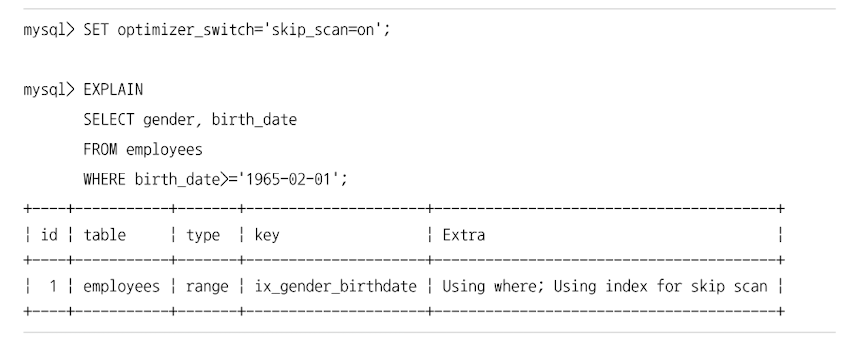 mysql> SET optimizer_switch='skip_scan=on';
mysql> EXPLAIN
SELECT gender, birth_date
FROM employees
WHERE birth_date>='1965-02-01';
+----+-----------+-------+---------------------+----------------------------------------+
| id | table | type | key | Extra |
+----+-----------+-------+---------------------+----------------------------------------+
| 1 | employees | range | ix_gender_birthdate | Using where; Using index for skip scan |
+----+-----------+-------+---------------------+----------------------------------------+